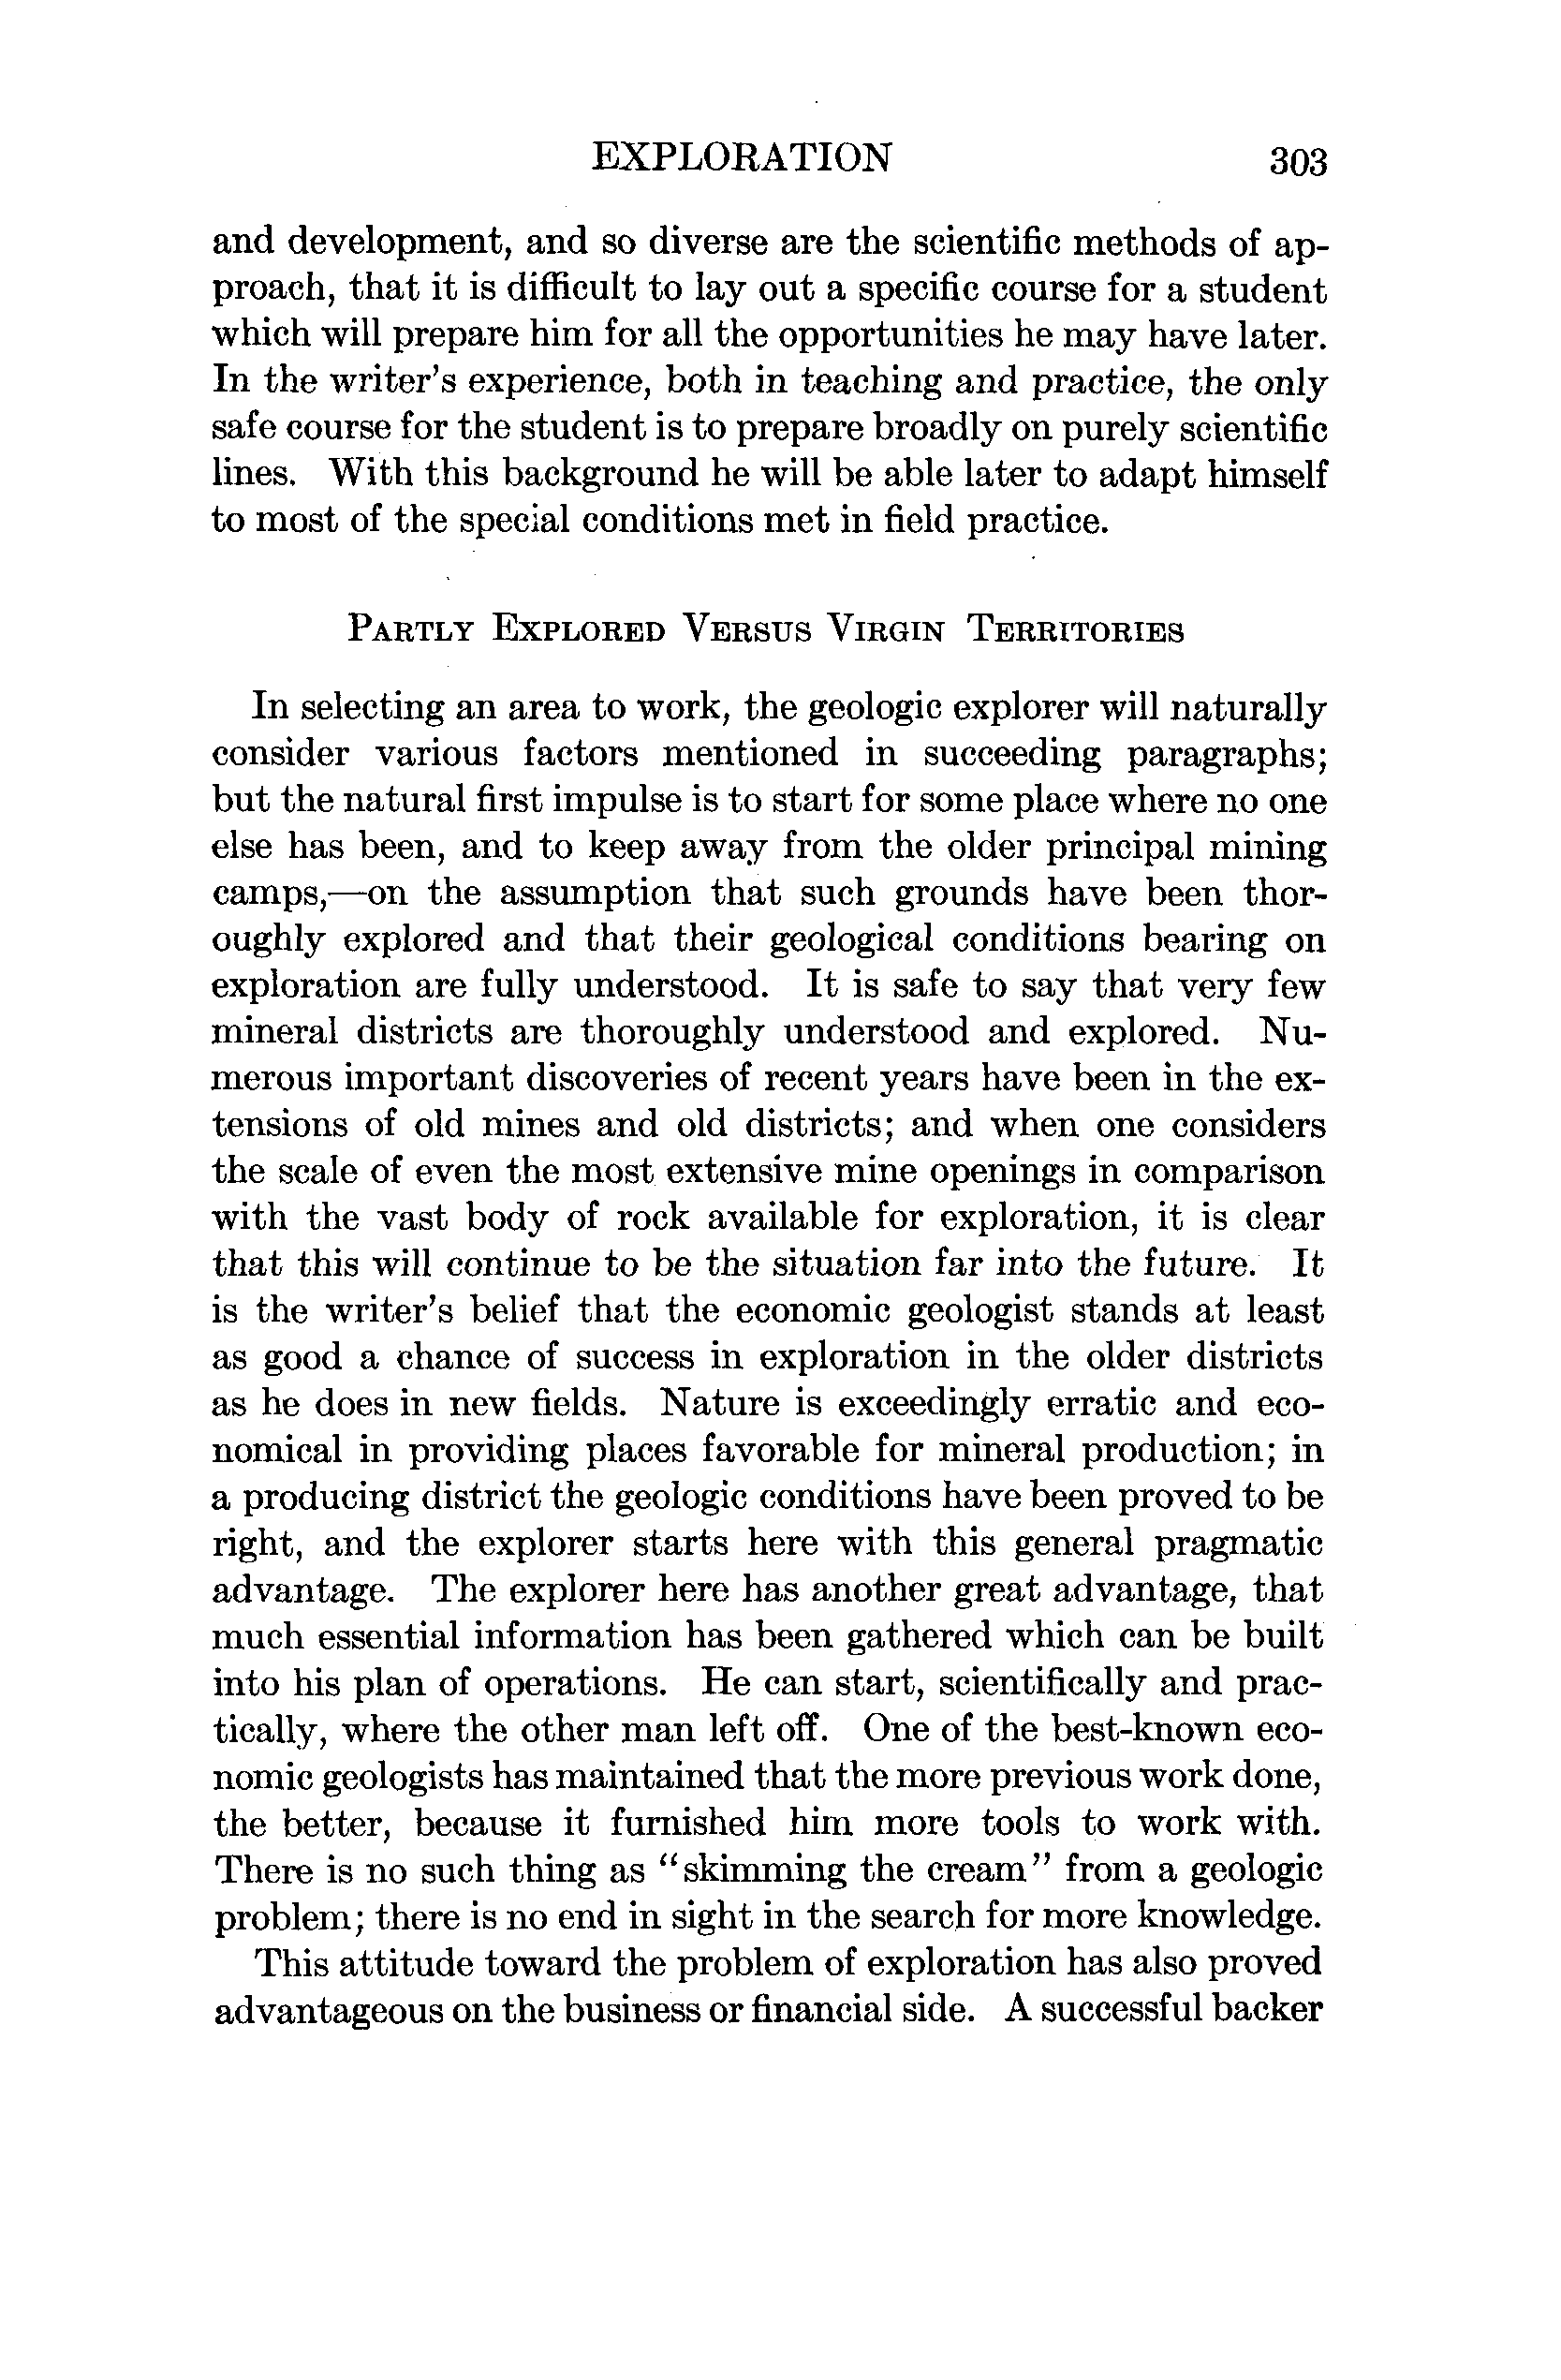 EXPLORATION 303
and development, and so diverse are the scientific methods of ap-
proach, that it is difficult to lay out a specific course for a student
which will prepare him for all the opportunities he may have later.
In the writer's experience, both in teaching and practice, the only
safe course for the student is to prepare broadly on purely scientific
lines. With this background he will be able later to adapt himself
to most of the special conditions met in field practice.
PARTLY EXPLORED VERSUS VIRGIN TERRITORIES
In selecting an area to work, the geologic explorer will naturally
consider various factors mentioned in succeeding paragraphs;
but the natural first impulse is to start for some place where no one
else has been, and to keep away from the older principal mining
camps,—on the assumption that such grounds have been thor-
oughly explored and that their geological conditions bearing on
exploration are fully understood. It is safe to say that very few
mineral districts are thoroughly understood and explored. Nu-
merous important discoveries of recent years have been in the ex-
tensions of old mines and old districts; and when one considers
the scale of even the most extensive mine openings in comparison
with the vast body of rock available for exploration, it is clear
that this will continue to be the situation far into the future. It
is the writer's belief that the economic geologist stands at least
as good a chance of success in exploration in the older districts
as he does in new fields. Nature is exceedingly erratic and eco-
nomical in providing places favorable for mineral production; in
a producing district the geologic conditions have been proved to be
right, and the explorer starts here with this general pragmatic
advantage. The explorer here has another great advantage, that
much essential information has been gathered which can be built
into his plan of operations. He can start, scientifically and prac-
tically, where the other man left off. One of the best-known eco-
nomic geologists has maintained that the more previous work done,
the better, because it furnished him more tools to work with.
There is no such thing as "skimming the cream" from a geologic
problem; there is no end in sight in the search for more knowledge.
This attitude toward the problem of exploration has also proved
advantageous on the business or financial side. A successful backer